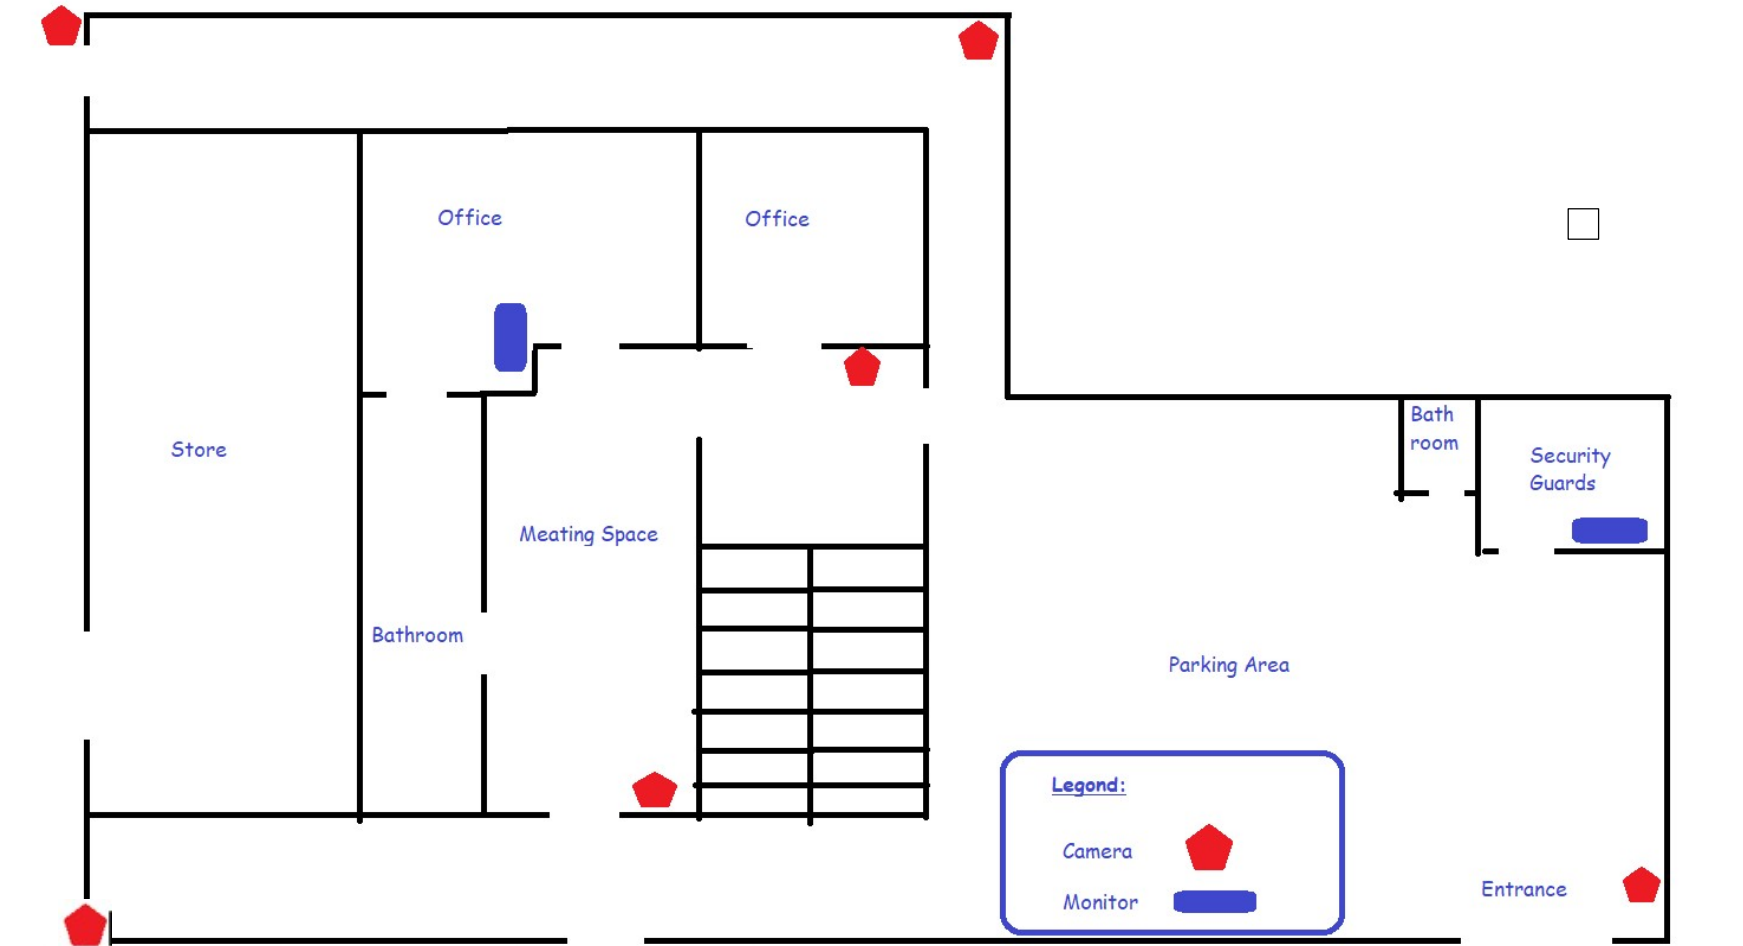 Office
Office
Bath
room
Store
Security
Guards
Meating Space
Bathroom
Parking Area
Legond:
Camera
Entrance
Monitor